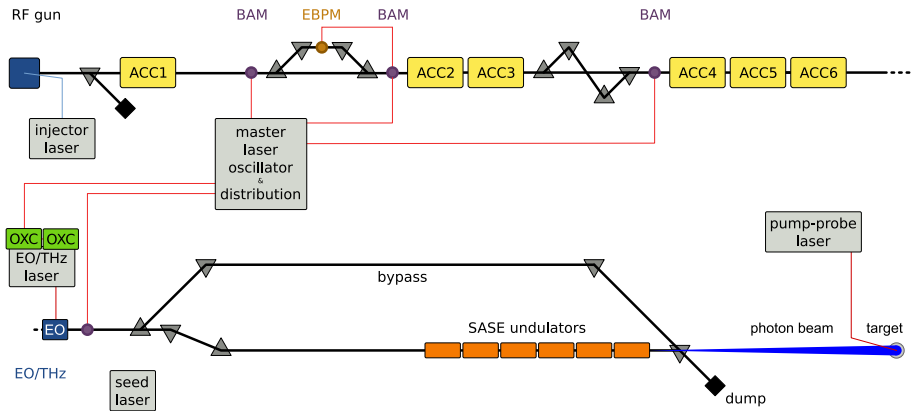 RF gun
BAM
EBPM
BAM
BAM
ACC1
ACC2
ACC3
ACC4
ACC5
ACC6
injector
laser
master
laser
oscillator
&
distribution
OXC
OXC
EO/THz
laser
pump-probe
laser
bypass
EO
SASE undulators
photon beam
target
EO/THz
seed
laser
dump